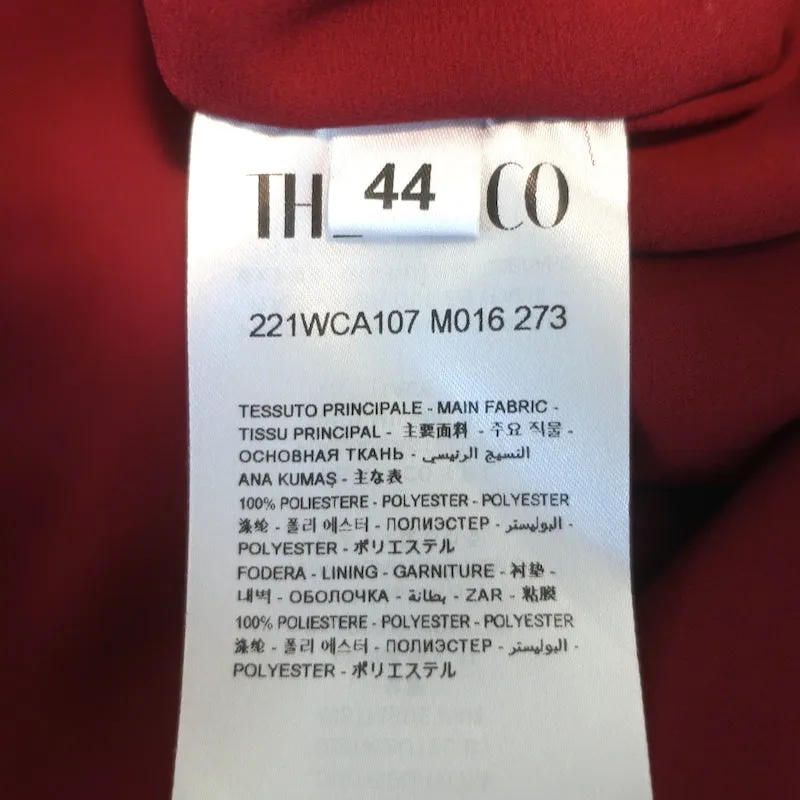 TH
44
CO
221WCA107 M016 273
TESSUTO PRINCIPALE - MAIN FABRIC -
TISSU PRINCIPAL - 主要面料 - 주요 직물 -
ОСНОВНАЯ ТКАНЬ - النسيج الرئيسي -
ANA KUMAŞ - 主な表
100% POLIESTERE - POLYESTER - POLYESTER
涤纶 - 폴리 에스터 - ПОЛИЭСТЕР - البوليستر -
POLYESTER - ポリエステル
FODERA - LINING - GARNITURE - 衬垫 -
내벽 - ОБОЛОЧКА - بطانة - ZAR - 粘膜
100% POLIESTERE - POLYESTER - POLYESTER
涤纶 - 폴리 에스터 - ПОЛИЭСТЕР - البوليستر -
POLYESTER - ポリエステル